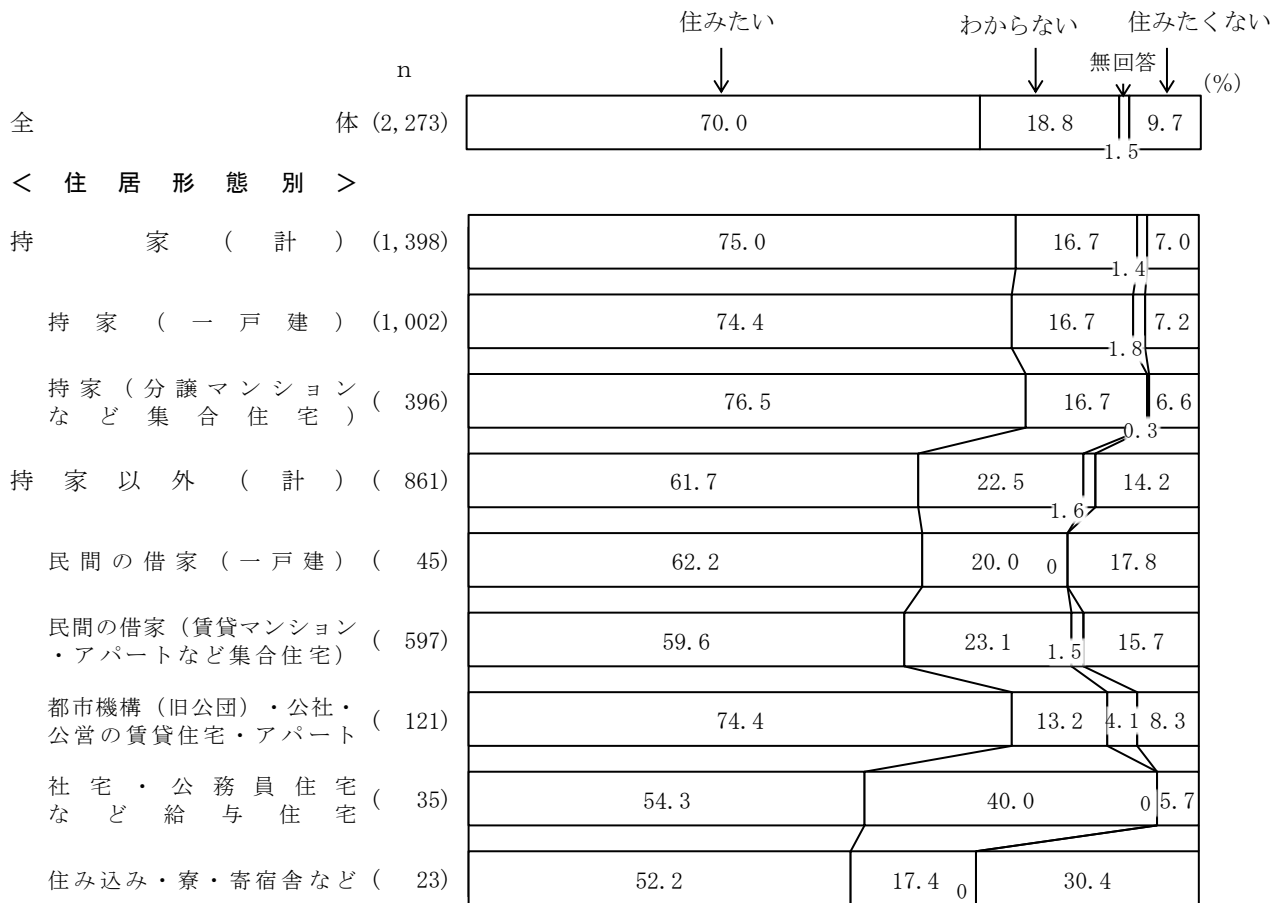 住みたい わからない 住みたくない
n 無回答 (%)
全体 (2,273) 70.0 18.8 1.5 9.7
＜住居形態別＞
持家（計） (1,398) 75.0 16.7 1.4 7.0
持家（一戸建） (1,002) 74.4 16.7 1.8 7.2
持家（分譲マンション
など集合住宅） ( 396) 76.5 16.7 0.3 6.6
持家以外（計） ( 861) 61.7 22.5 1.6 14.2
民間の借家（一戸建） ( 45) 62.2 20.0 0 17.8
民間の借家（賃貸マンション
・アパートなど集合住宅） ( 597) 59.6 23.1 1.5 15.7
都市機構（旧公団）・公社・
公営の賃貸住宅・アパート ( 121) 74.4 13.2 4.1 8.3
社宅・公務員住宅
など給与住宅 ( 35) 54.3 40.0 0 5.7
住み込み・寮・寄宿舎など ( 23) 52.2 17.4 0 30.4